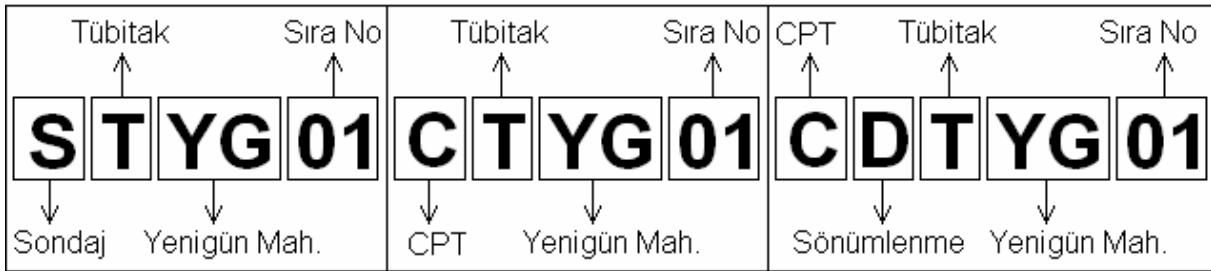 Tübitak Sıra No Tübitak Sıra No CPT Tübitak Sıra No
S T YG 01 C T YG 01 C D T YG 01
Sondaj Yenigün Mah. CPT Yenigün Mah. Sönümlenme Yenigün Mah.